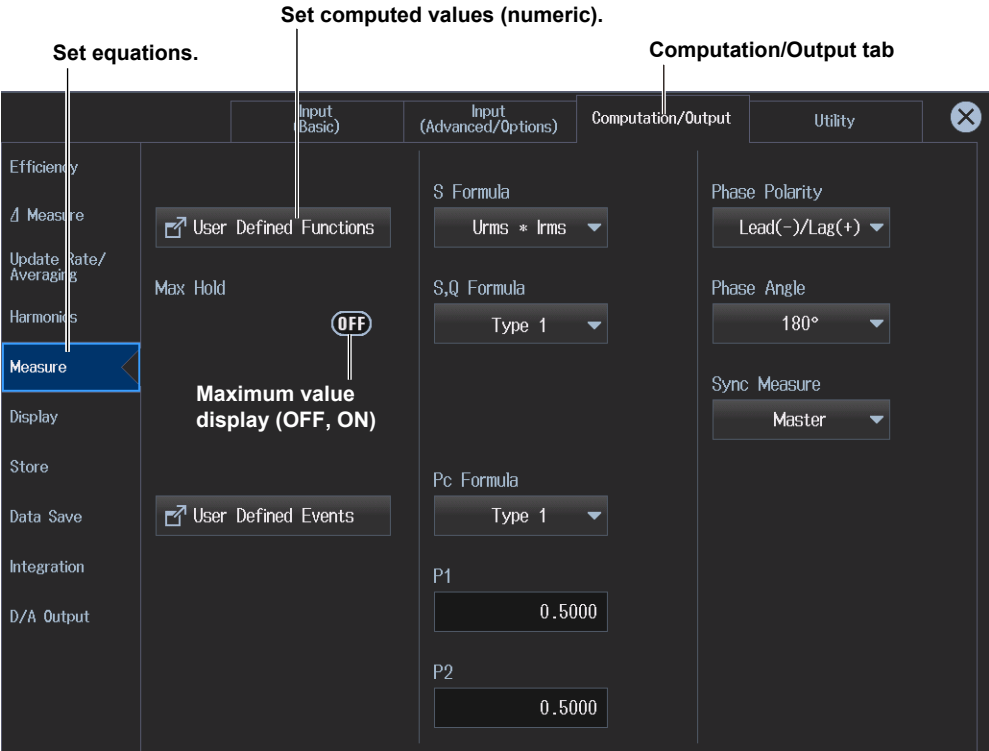 Set computed values (numeric).
Set equations.
Computation/Output tab
Input
(Basic)
Input
(Advanced/Options)
Computation/Output
Utility
Efficiency
Δ Measure
Update Rate/
Averaging
Harmonics
Measure
Display
Store
Data Save
Integration
D/A Output
User Defined Functions
Max Hold
OFF
Maximum value
display (OFF, ON)
User Defined Events
S Formula
Urms * Irms
S,Q Formula
Type 1
Pc Formula
Type 1
P1
0.5000
P2
0.5000
Phase Polarity
Lead(-)/Lag(+)
Phase Angle
180°
Sync Measure
Master